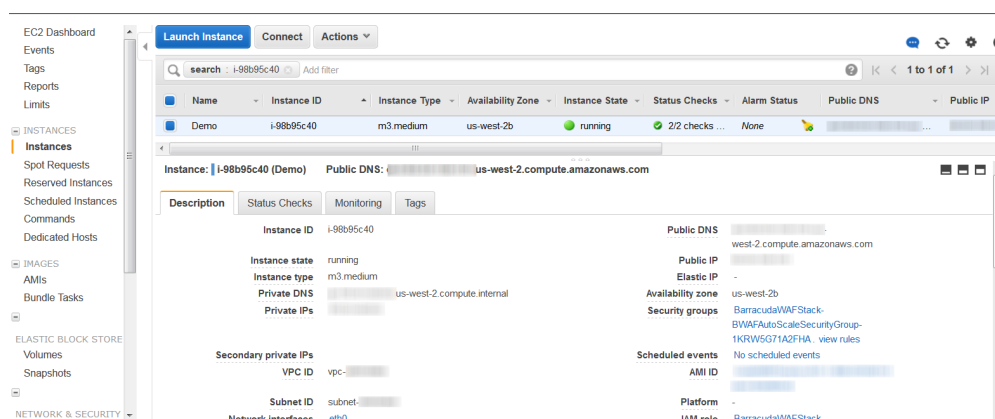 EC2 Dashboard
Events
Tags
Reports
Limits
INSTANCES
Instances
Spot Requests
Reserved Instances
Scheduled Instances
Commands
Dedicated Hosts
IMAGES
AMIs
Bundle Tasks
ELASTIC BLOCK STORE
Volumes
Snapshots
NETWORK & SECURITY
Launch Instance Connect Actions
search : i-98b95c40 Add filter 1 to 1 of 1
Name Instance ID Instance Type Availability Zone Instance State Status Checks Alarm Status Public DNS Public IP
Demo i-98b95c40 m3.medium us-west-2b running 2/2 checks ... None ...
Instance: i-98b95c40 (Demo) Public DNS: us-west-2.compute.amazonaws.com
Description Status Checks Monitoring Tags
Instance ID i-98b95c40
Instance state running
Instance type m3.medium
Private DNS us-west-2.compute.internal
Private IPs
Secondary private IPs
VPC ID vpc-
Subnet ID subnet-
Network interfaces eth0
Public DNS -
west-2.compute.amazonaws.com
Public IP
Elastic IP -
Availability zone us-west-2b
Security groups BarracudaWAFStack-
BWAFAutoScaleSecurityGroup-
1KRW5G71A2FHA. view rules
Scheduled events No scheduled events
AMI ID
Platform -
IAM role BarracudaWAFStack-